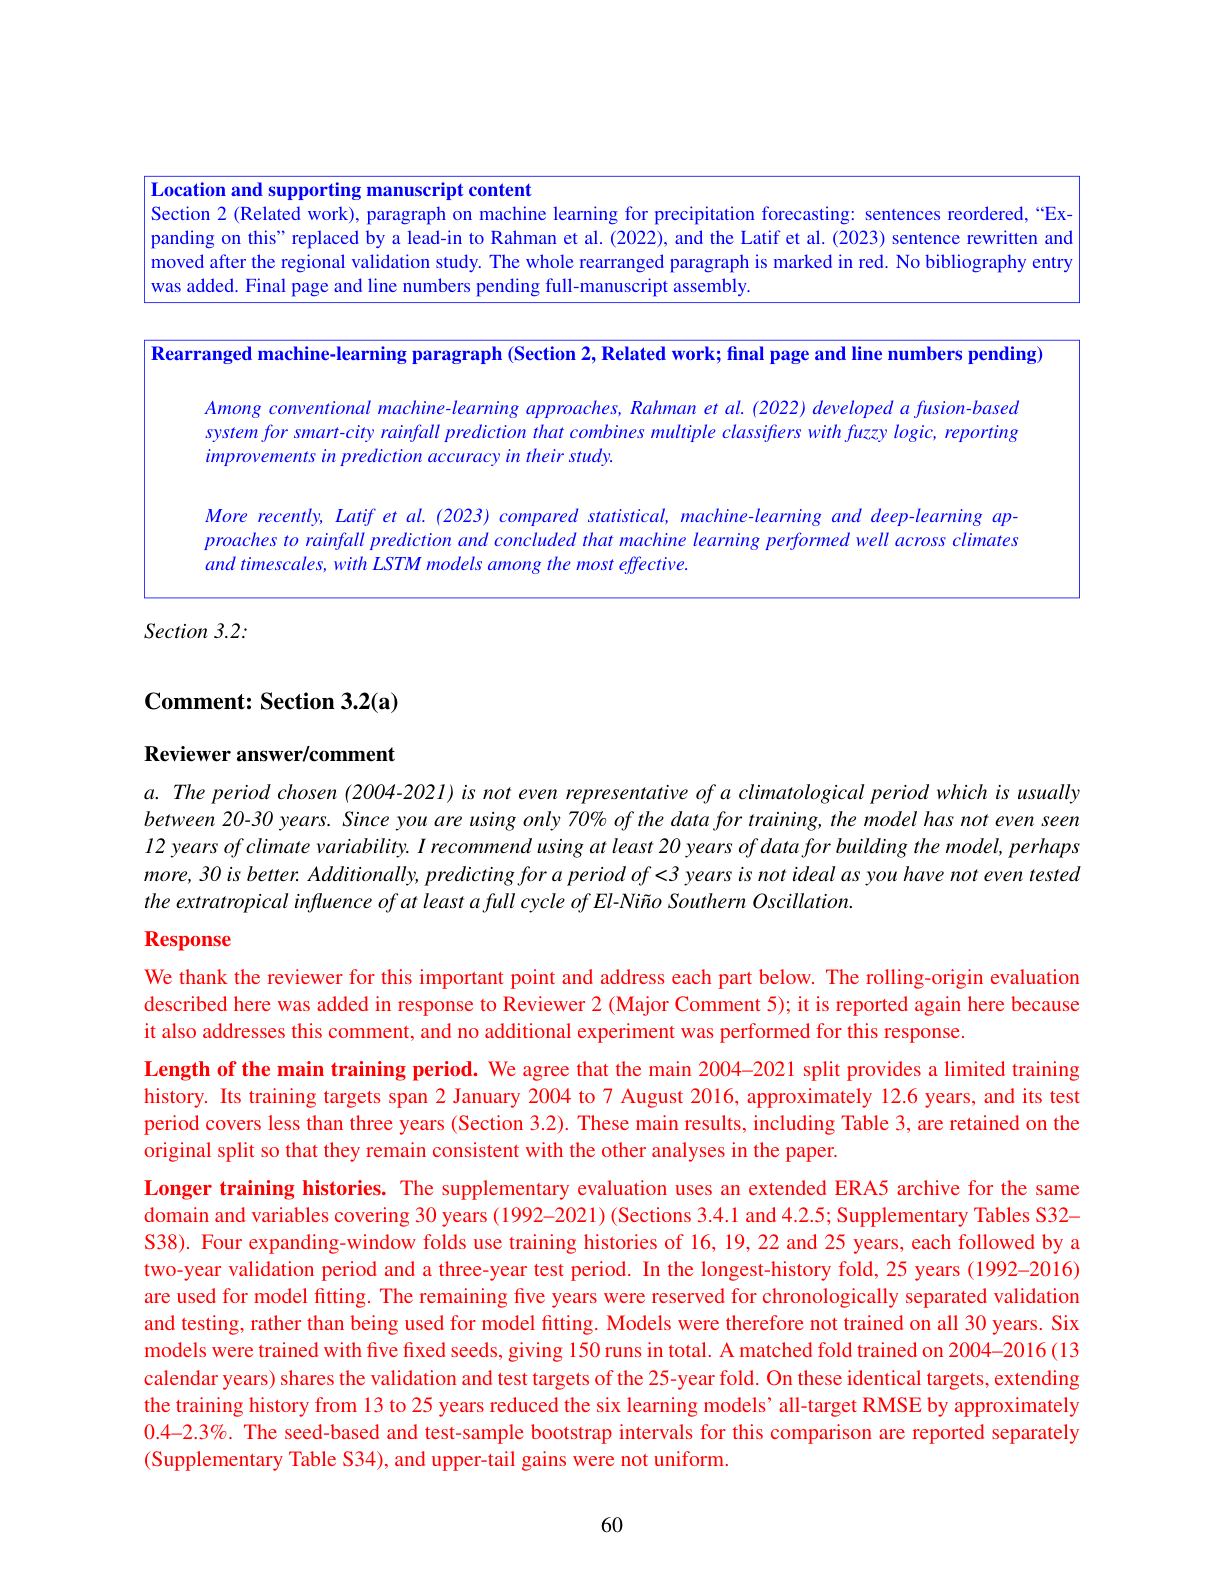 Location and supporting manuscript content
Section 2 (Related work), paragraph on machine learning for precipitation forecasting: sentences reordered, “Ex-
panding on this” replaced by a lead-in to Rahman et al. (2022), and the Latif et al. (2023) sentence rewritten and
moved after the regional validation study. The whole rearranged paragraph is marked in red. No bibliography entry
was added. Final page and line numbers pending full-manuscript assembly.
Rearranged machine-learning paragraph (Section 2, Related work; final page and line numbers pending)
Among conventional machine-learning approaches, Rahman et al. (2022) developed a fusion-based
system for smart-city rainfall prediction that combines multiple classifiers with fuzzy logic, reporting
improvements in prediction accuracy in their study.
More recently, Latif et al. (2023) compared statistical, machine-learning and deep-learning ap-
proaches to rainfall prediction and concluded that machine learning performed well across climates
and timescales, with LSTM models among the most effective.
Section 3.2:
Comment: Section 3.2(a)
Reviewer answer/comment
a. The period chosen (2004-2021) is not even representative of a climatological period which is usually
between 20-30 years. Since you are using only 70% of the data for training, the model has not even seen
12 years of climate variability. I recommend using at least 20 years of data for building the model, perhaps
more, 30 is better. Additionally, predicting for a period of <3 years is not ideal as you have not even tested
the extratropical influence of at least a full cycle of El-Niño Southern Oscillation.
Response
We thank the reviewer for this important point and address each part below. The rolling-origin evaluation
described here was added in response to Reviewer 2 (Major Comment 5); it is reported again here because
it also addresses this comment, and no additional experiment was performed for this response.
Length of the main training period. We agree that the main 2004–2021 split provides a limited training
history. Its training targets span 2 January 2004 to 7 August 2016, approximately 12.6 years, and its test
period covers less than three years (Section 3.2). These main results, including Table 3, are retained on the
original split so that they remain consistent with the other analyses in the paper.
Longer training histories. The supplementary evaluation uses an extended ERA5 archive for the same
domain and variables covering 30 years (1992–2021) (Sections 3.4.1 and 4.2.5; Supplementary Tables S32–
S38). Four expanding-window folds use training histories of 16, 19, 22 and 25 years, each followed by a
two-year validation period and a three-year test period. In the longest-history fold, 25 years (1992–2016)
are used for model fitting. The remaining five years were reserved for chronologically separated validation
and testing, rather than being used for model fitting. Models were therefore not trained on all 30 years. Six
models were trained with five fixed seeds, giving 150 runs in total. A matched fold trained on 2004–2016 (13
calendar years) shares the validation and test targets of the 25-year fold. On these identical targets, extending
the training history from 13 to 25 years reduced the six learning models’ all-target RMSE by approximately
0.4–2.3%. The seed-based and test-sample bootstrap intervals for this comparison are reported separately
(Supplementary Table S34), and upper-tail gains were not uniform.
60